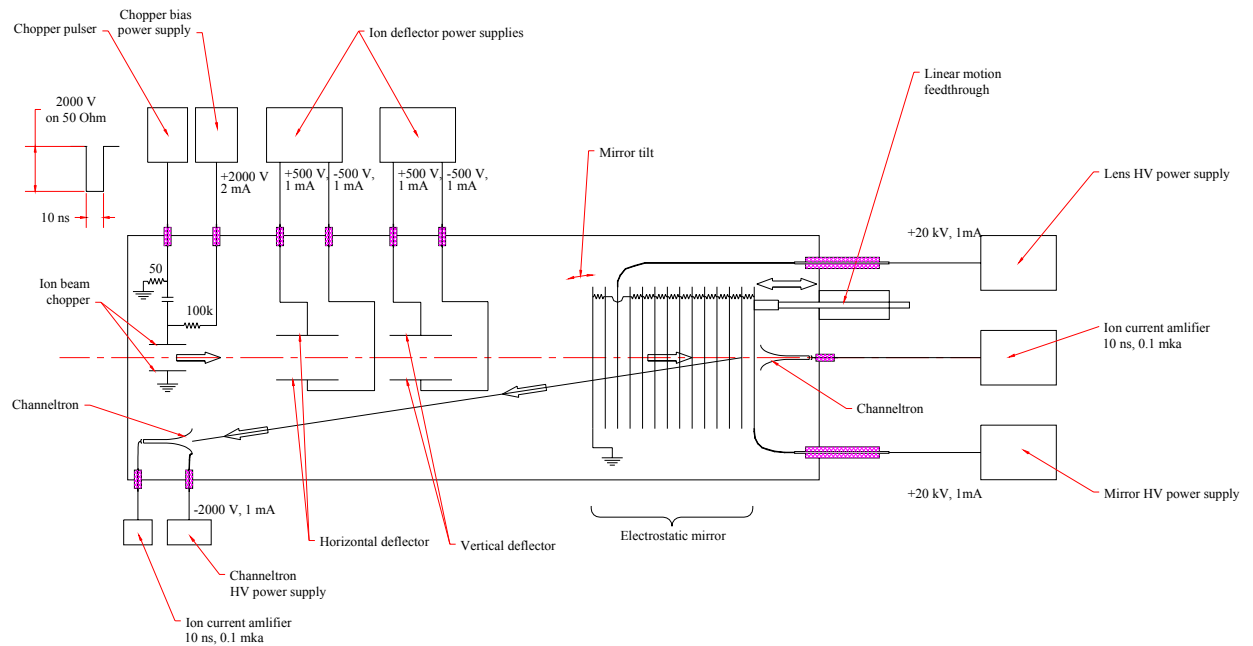 Chopper bias
power supply
Chopper pulser
Ion deflector power supplies
Linear motion
feedthrough
2000 V
on 50 Ohm
Mirror tilt
Lens HV power supply
+2000 V
2 mA
+500 V,
1 mA
-500 V,
1 mA
+500 V,
1 mA
-500 V,
1 mA
10 ns
+20 kV, 1mA
50
Ion beam
chopper
100k
Ion current amlifier
10 ns, 0.1 mka
Channeltron
Channeltron
-2000 V, 1 mA
+20 kV, 1mA
Mirror HV power supply
Horizontal deflector
Vertical deflector
Electrostatic mirror
Channeltron
HV power supply
Ion current amlifier
10 ns, 0.1 mka